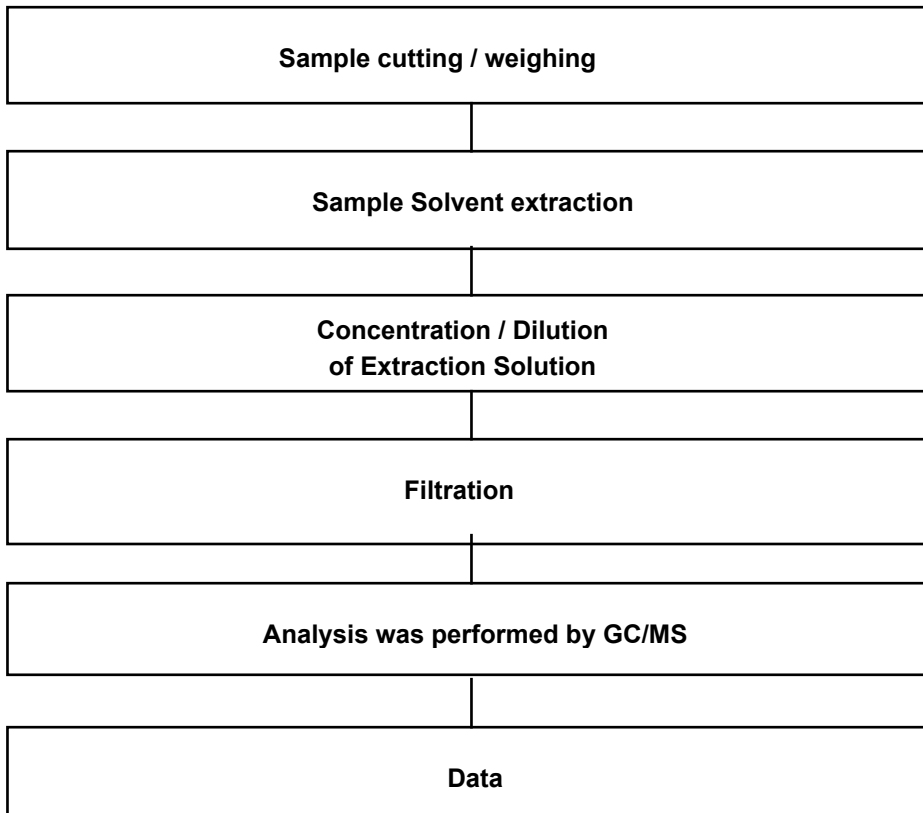 Sample cutting / weighing
Sample Solvent extraction
Concentration / Dilution
of Extraction Solution
Filtration
Analysis was performed by GC/MS
Data